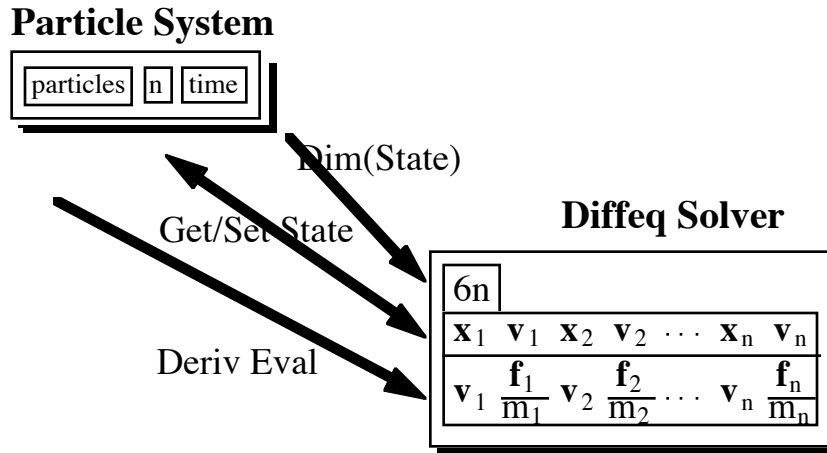 Particle System
particles n time
Dim(State)
Get/Set State
Diffeq Solver
6n
x₁ v₁ x₂ v₂ ··· xₙ vₙ
Deriv Eval
v₁ f₁/m₁ v₂ f₂/m₂ ··· vₙ fₙ/mₙ